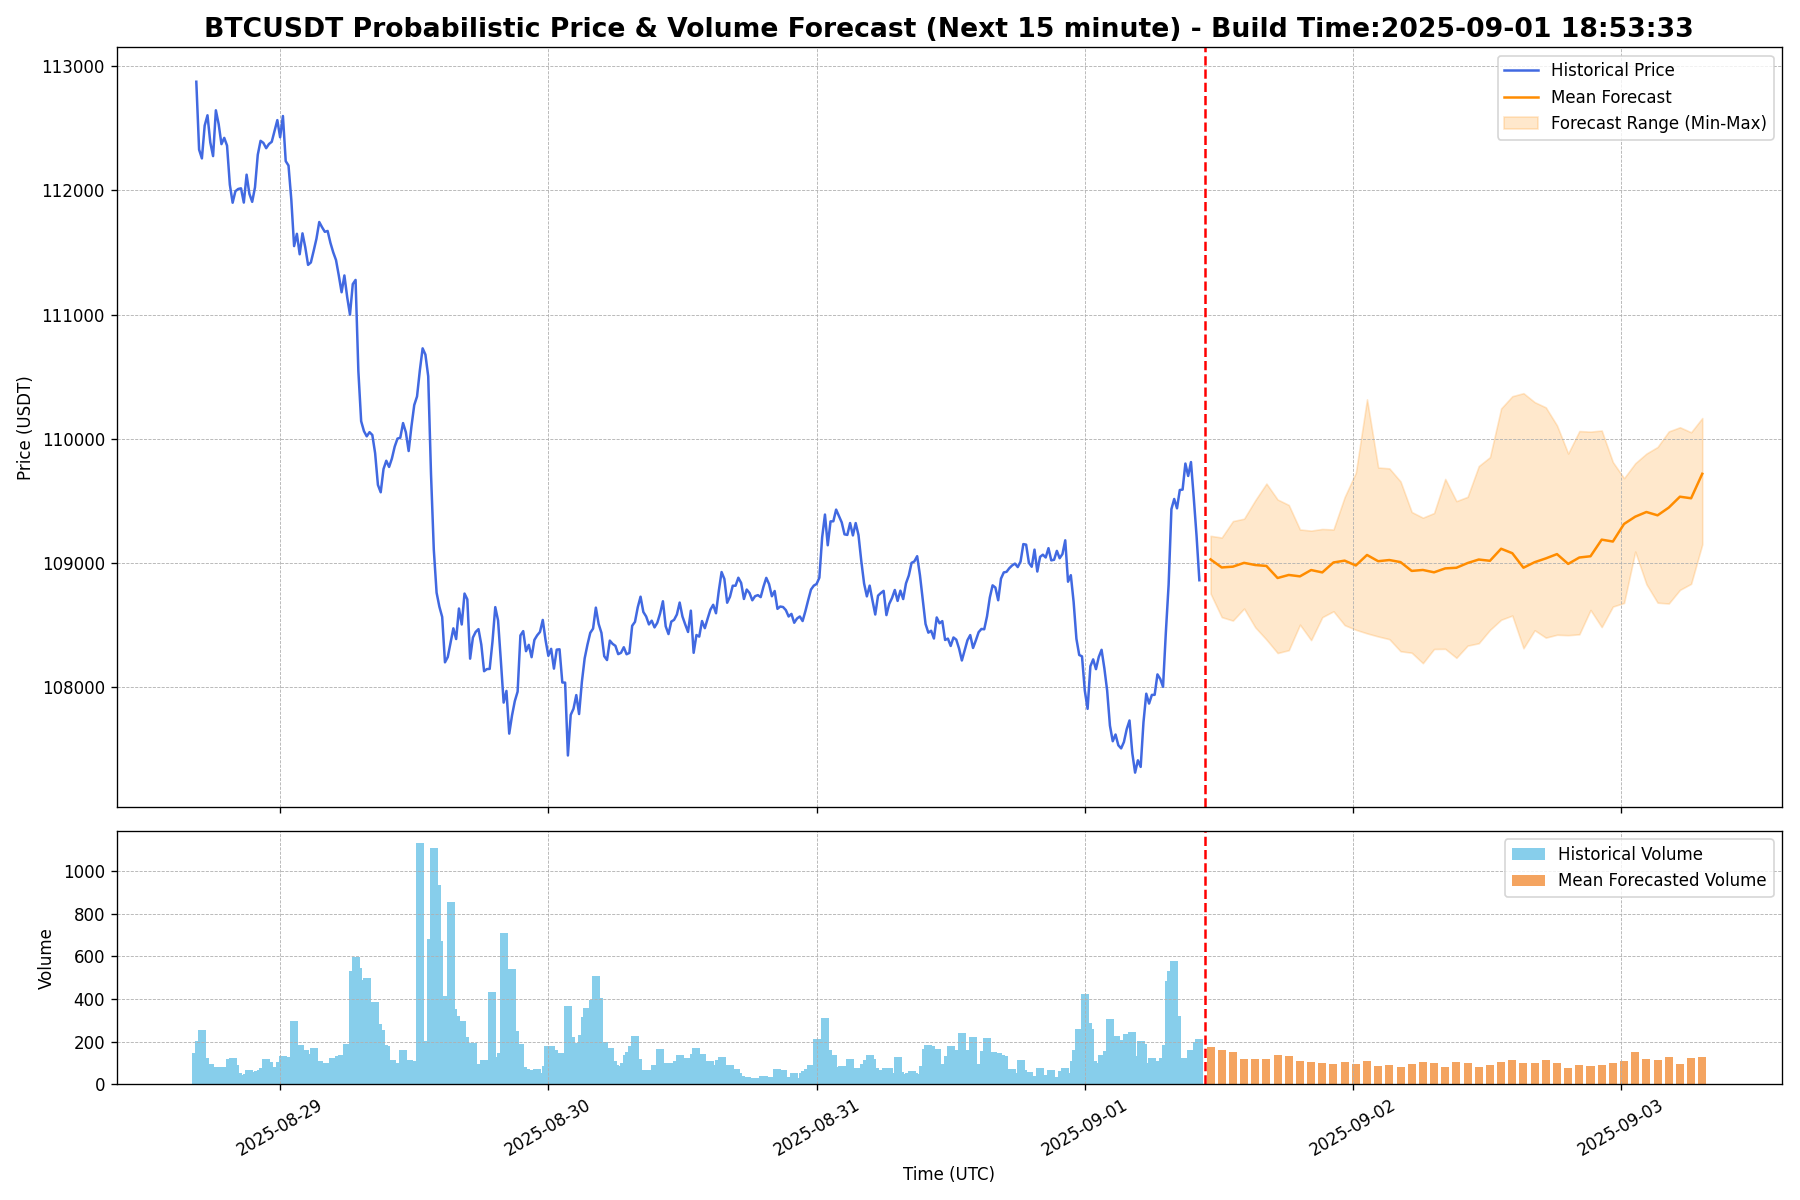 BTCUSDT Probabilistic Price & Volume Forecast (Next 15 minute) - Build Time:2025-09-01 18:53:33
Historical Price
Mean Forecast
Forecast Range (Min-Max)
113000
112000
111000
110000
109000
108000
Price (USDT)
Historical Volume
Mean Forecasted Volume
1000
800
600
400
200
0
Volume
2025-08-29
2025-08-30
2025-08-31
2025-09-01
2025-09-02
2025-09-03
Time (UTC)